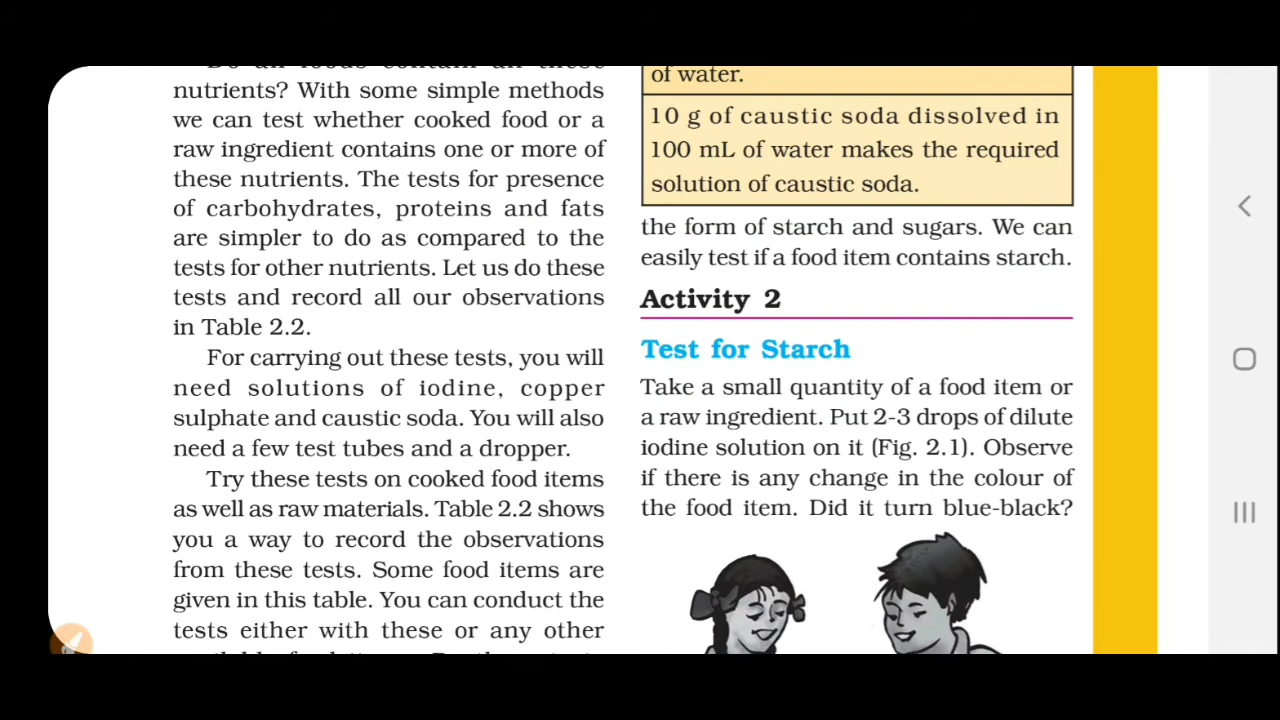 nutrients? With some simple methods
we can test whether cooked food or a
raw ingredient contains one or more of
these nutrients. The tests for presence
of carbohydrates, proteins and fats
are simpler to do as compared to the
tests for other nutrients. Let us do these
tests and record all our observations
in Table 2.2.
For carrying out these tests, you will
need solutions of iodine, copper
sulphate and caustic soda. You will also
need a few test tubes and a dropper.
Try these tests on cooked food items
as well as raw materials. Table 2.2 shows
you a way to record the observations
from these tests. Some food items are
given in this table. You can conduct the
tests either with these or any other
of water.
10 g of caustic soda dissolved in
100 mL of water makes the required
solution of caustic soda.
the form of starch and sugars. We can
easily test if a food item contains starch.
Activity 2
Test for Starch
Take a small quantity of a food item or
a raw ingredient. Put 2-3 drops of dilute
iodine solution on it (Fig. 2.1). Observe
if there is any change in the colour of
the food item. Did it turn blue-black?